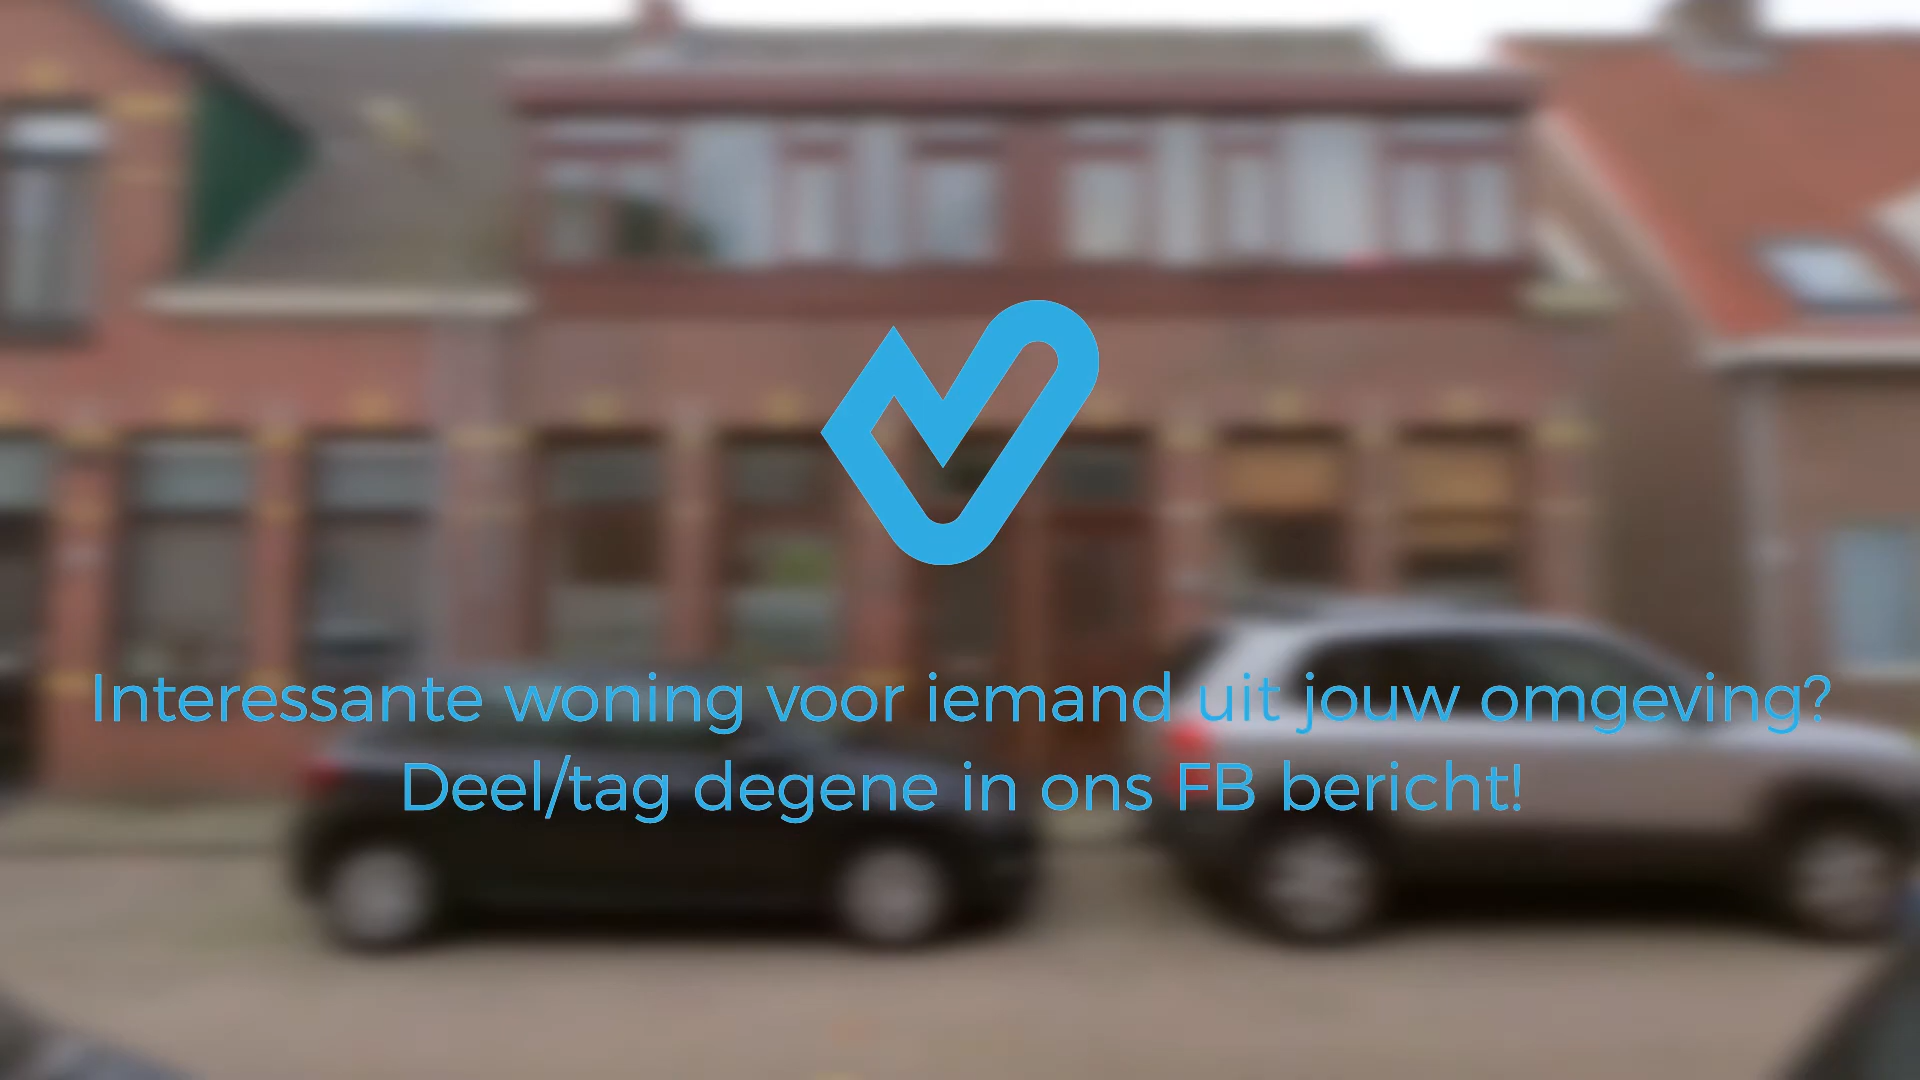 Interessante woning voor iemand uit jouw omgeving?
Deel/tag degene in ons FB bericht!